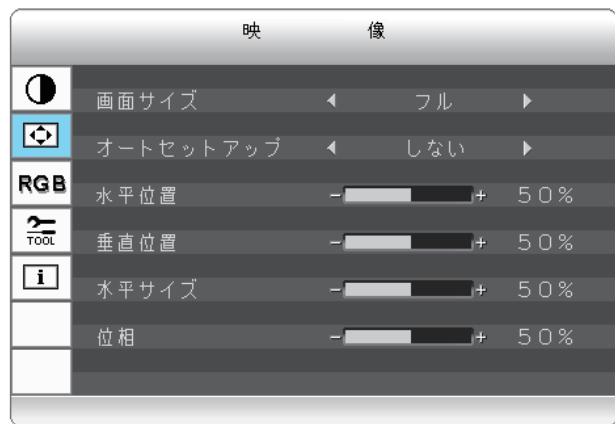 映 像
画面サイズ ◀ フル ▶
オートセットアップ ◀ しない ▶
RGB
水平位置 - + 50%
TOOL
垂直位置 - + 50%
i
水平サイズ - + 50%
位相 - + 50%